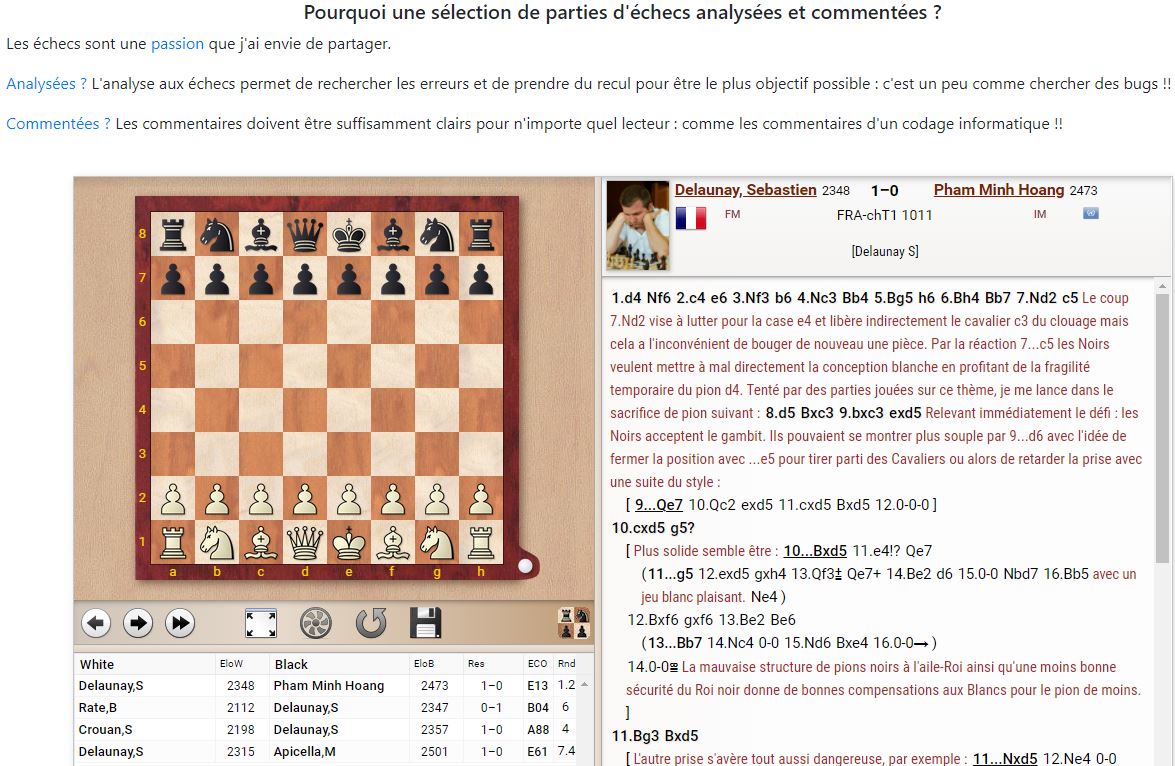 Pourquoi une sélection de parties d'échecs analysées et commentées ?
Les échecs sont une passion que j'ai envie de partager.
Analysées ? L'analyse aux échecs permet de rechercher les erreurs et de prendre du recul pour être le plus objectif possible : c'est un peu comme chercher des bugs !!
Commentées ? Les commentaires doivent être suffisamment clairs pour n'importe quel lecteur : comme les commentaires d'un codage informatique !!
8
7
6
5
4
3
2
1
a b c d e f g h
White EloW Black EloB Res ECO Rnd
Delaunay,S 2348 Pham Minh Hoang 2473 1–0 E13 1.2
Rate,B 2112 Delaunay,S 2347 0–1 B04 6
Crouan,S 2198 Delaunay,S 2357 1–0 A88 4
Delaunay,S 2315 Apicella,M 2501 1–0 E61 7.4
Delaunay, Sebastien 2348 1–0 Pham Minh Hoang 2473
FM FRA-chT1 1011 IM
[Delaunay S]
1.d4 Nf6 2.c4 e6 3.Nf3 b6 4.Nc3 Bb4 5.Bg5 h6 6.Bh4 Bb7 7.Nd2 c5 Le coup
7.Nd2 vise à lutter pour la case e4 et libère indirectement le cavalier c3 du clouage mais
cela a l'inconvénient de bouger de nouveau une pièce. Par la réaction 7...c5 les Noirs
veulent mettre à mal directement la conception blanche en profitant de la fragilité
temporaire du pion d4. Tenté par des parties jouées sur ce thème, je me lance dans le
sacrifice de pion suivant : 8.d5 Bxc3 9.bxc3 exd5 Relevant immédiatement le défi : les
Noirs acceptent le gambit. Ils pouvaient se montrer plus souple par 9...d6 avec l'idée de
fermer la position avec ...e5 pour tirer parti des Cavaliers ou alors de retarder la prise avec
une suite du style :
[ 9...Qe7 10.Qc2 exd5 11.cxd5 Bxd5 12.0-0-0 ]
10.cxd5 g5?
[ Plus solide semble être : 10...Bxd5 11.e4!? Qe7
( 11...g5 12.exd5 gxh4 13.Qf3± Qe7+ 14.Be2 d6 15.0-0 Nbd7 16.Bb5 avec un
jeu blanc plaisant. Ne4 )
12.Bxf6 gxf6 13.Be2 Be6
( 13...Bb7 14.Nc4 0-0 15.Nd6 Bxe4 16.0-0→ )
14.0-0⯹ La mauvaise structure de pions noirs à l'aile-Roi ainsi qu'une moins bonne
sécurité du Roi noir donne de bonnes compensations aux Blancs pour le pion de moins.
]
11.Bg3 Bxd5
[ L'autre prise s'avère tout aussi dangereuse, par exemple : 11...Nxd5 12.Ne4 0-0